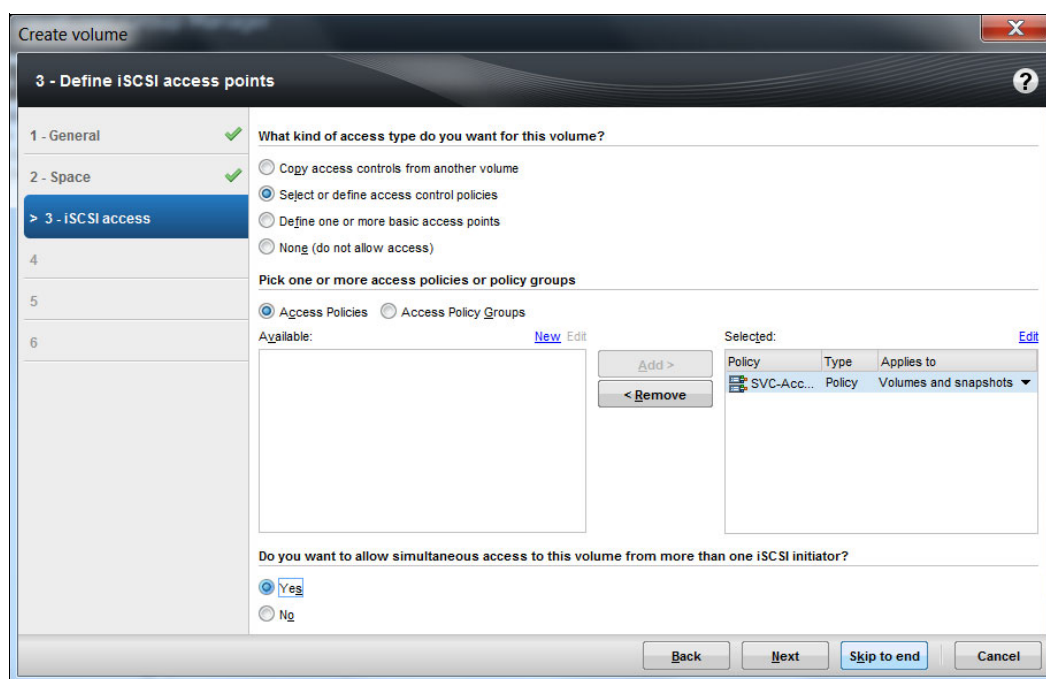 Create volume
X
3 - Define iSCSI access points
?
1 - General
2 - Space
> 3 - iSCSI access
4
5
6
What kind of access type do you want for this volume?
Copy access controls from another volume
Select or define access control policies
Define one or more basic access points
None (do not allow access)
Pick one or more access policies or policy groups
Access Policies Access Policy Groups
Available: New Edit
Add >
< Remove
Selected: Edit
Policy Type Applies to
SVC-Acc... Policy Volumes and snapshots
Do you want to allow simultaneous access to this volume from more than one iSCSI initiator?
Yes
No
Back Next Skip to end Cancel